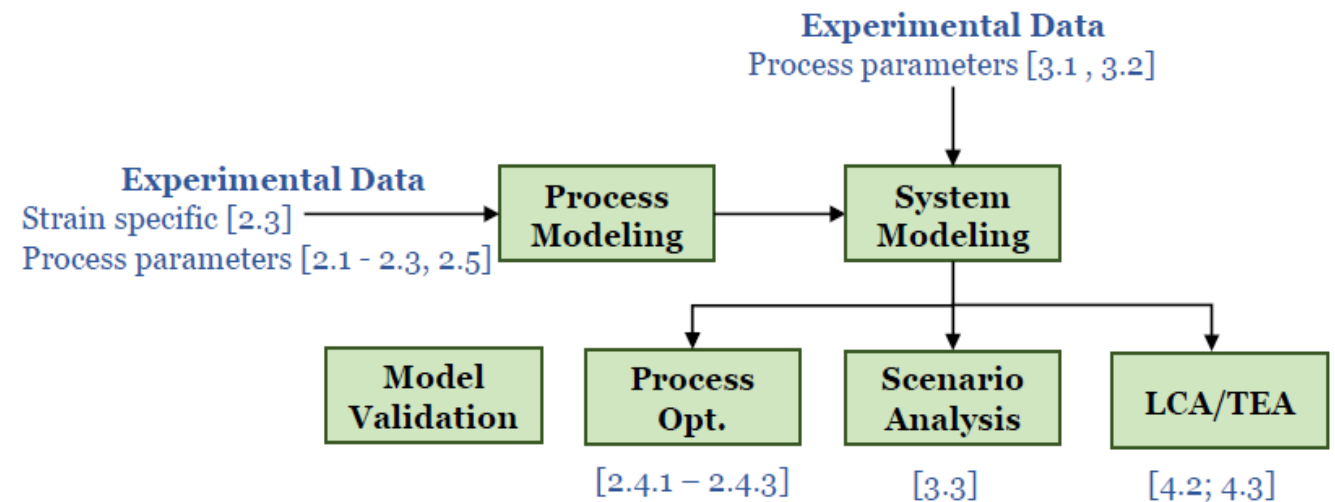 Experimental Data
Process parameters [3.1 , 3.2]
Experimental Data
Strain specific [2.3]
Process parameters [2.1 - 2.3, 2.5]
Process
Modeling
System
Modeling
Model
Validation
Process
Opt.
Scenario
Analysis
LCA/TEA
[2.4.1 – 2.4.3]
[3.3]
[4.2; 4.3]